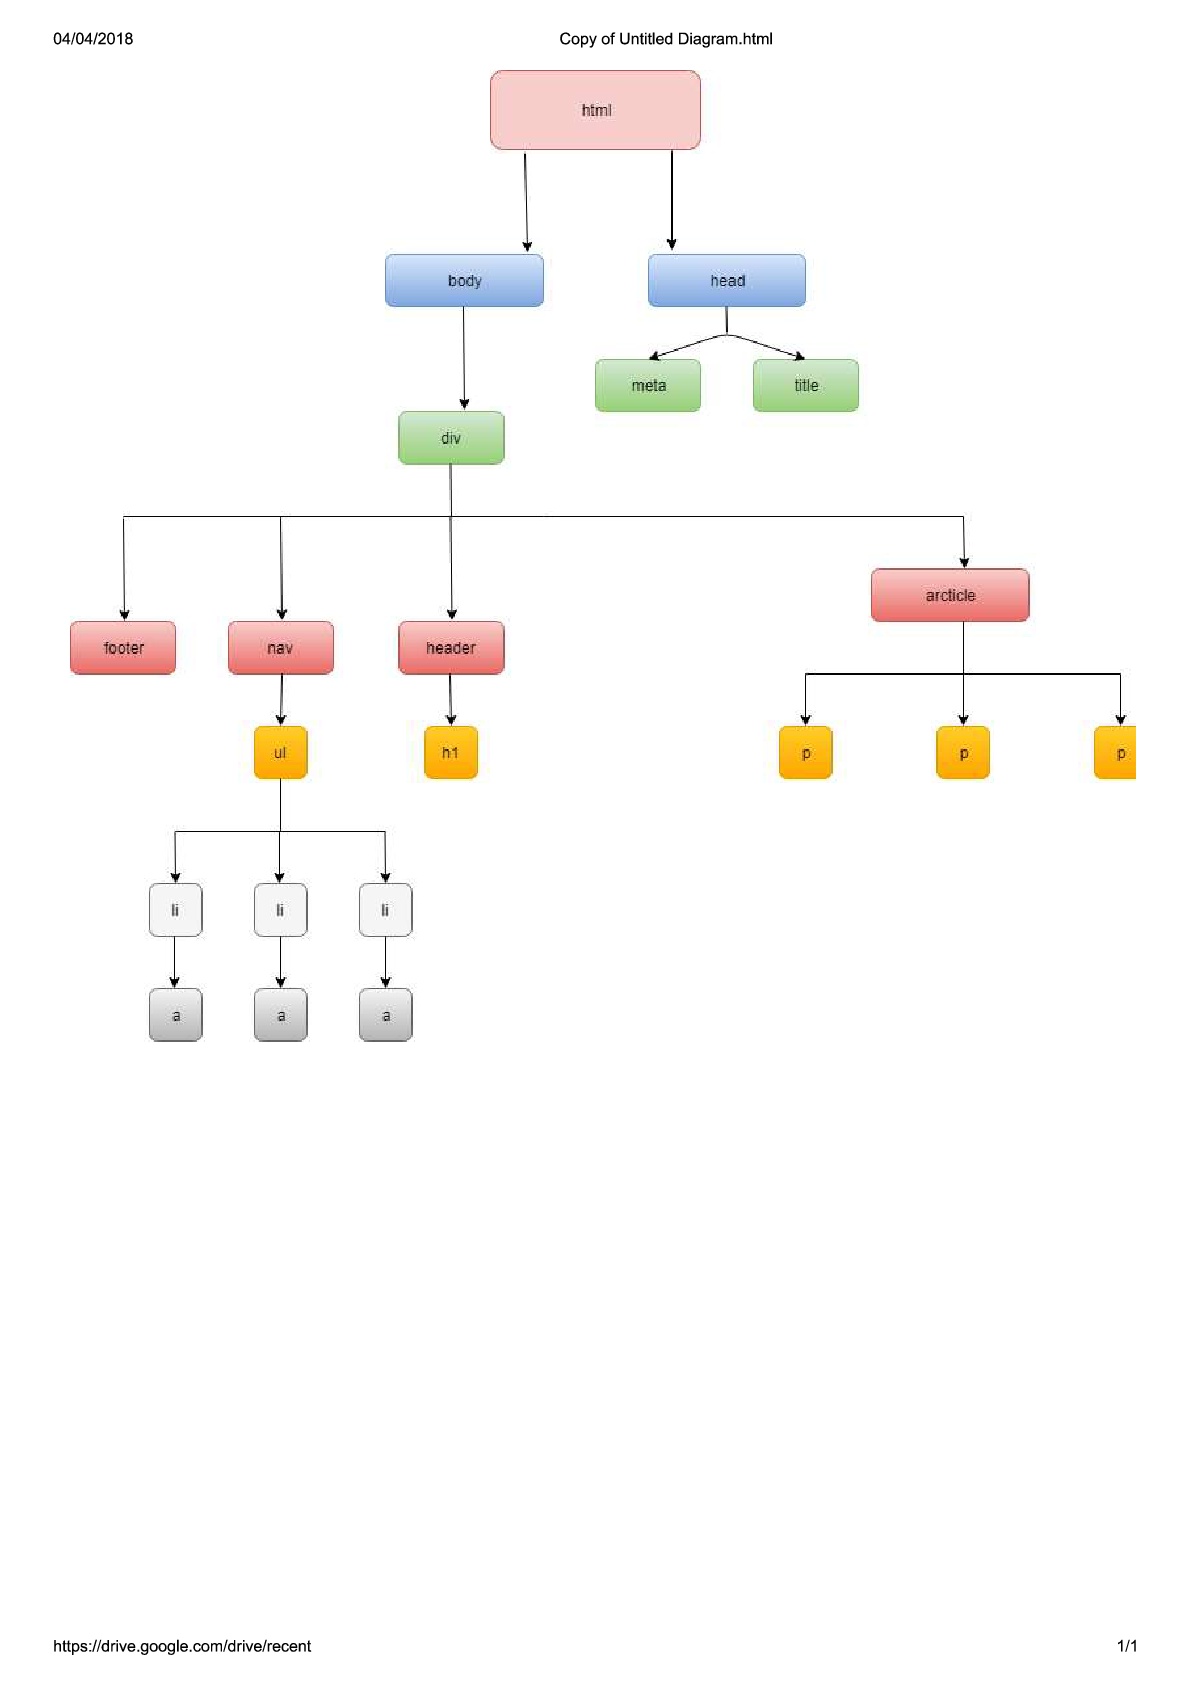 04/04/2018 Copy of Untitled Diagram.html
html
body head
meta title
div
arcticle
footer nav header
ul h1 p p p
li li li
a a a
https://drive.google.com/drive/recent 1/1